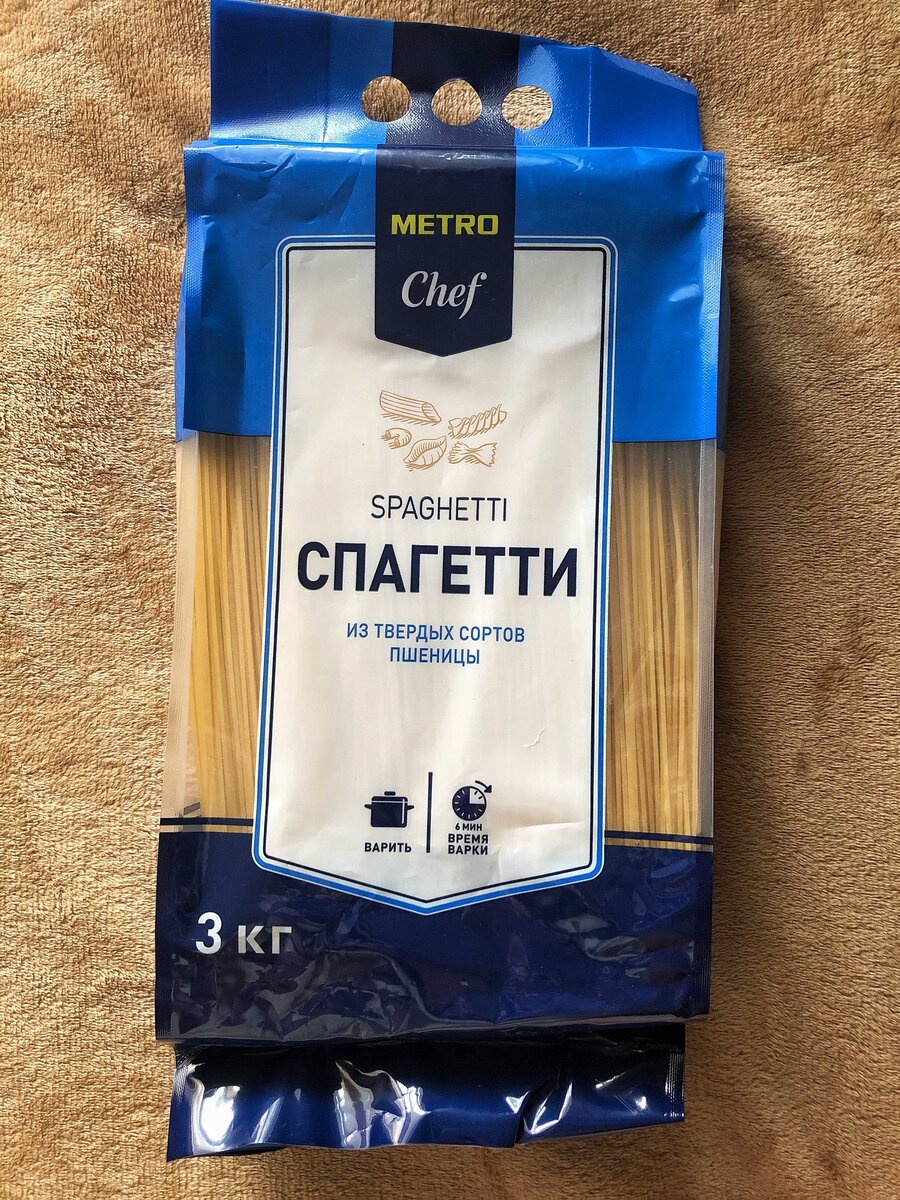 METRO
Chef
SPAGHETTI
СПАГЕТТИ
ИЗ ТВЕРДЫХ СОРТОВ
ПШЕНИЦЫ
ВАРИТЬ
6 МИН
ВРЕМЯ
ВАРКИ
3 кг